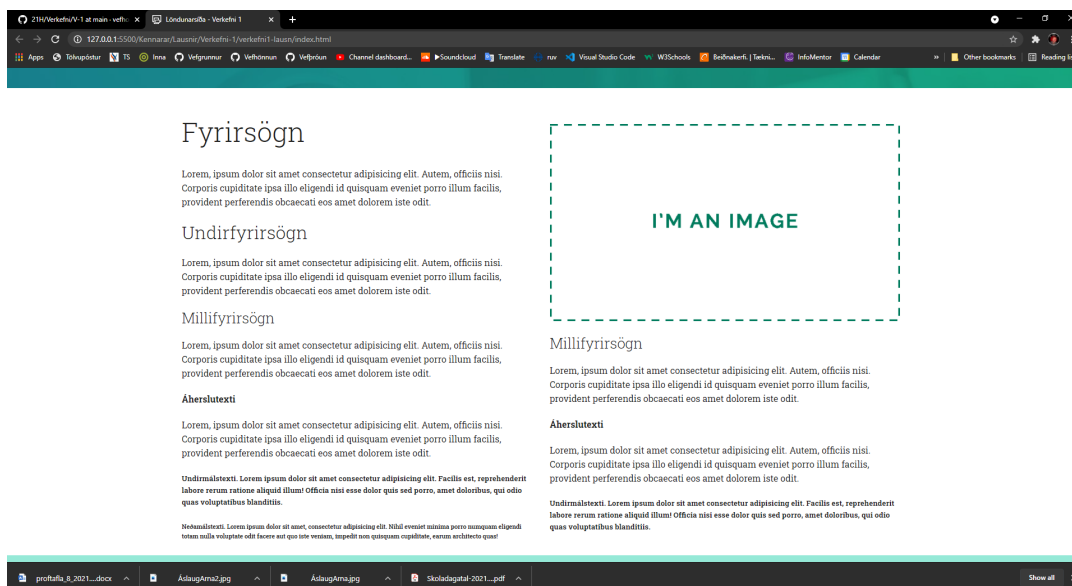 21H/Verkefni/V-1 at main · vefho
Löndunarsíða - Verkefni 1
127.0.0.1:5500/Kennarar/Lausnir/Verkefni-1/verkefni1-lausn/index.html
Apps Tölvupóstur T5 Inna Vefgrunnur Vefhönnun Vefþróun Channel dashboard... ►Soundcloud Translate ruv Visual Studio Code W3Schools Beiðnakerfi. | Tækni... InfoMentor Calendar » Other bookmarks Reading lis
Fyrirsögn
Lorem, ipsum dolor sit amet consectetur adipisicing elit. Autem, officiis nisi.
Corporis cupiditate ipsa illo eligendi id quisquam eveniet porro illum facilis,
provident perferendis obcaecati eos amet dolorem iste odit.
Undirfyrirsögn
Lorem, ipsum dolor sit amet consectetur adipisicing elit. Autem, officiis nisi.
Corporis cupiditate ipsa illo eligendi id quisquam eveniet porro illum facilis,
provident perferendis obcaecati eos amet dolorem iste odit.
Millifyrirsögn
Lorem, ipsum dolor sit amet consectetur adipisicing elit. Autem, officiis nisi.
Corporis cupiditate ipsa illo eligendi id quisquam eveniet porro illum facilis,
provident perferendis obcaecati eos amet dolorem iste odit.
Áherslutexti
Lorem, ipsum dolor sit amet consectetur adipisicing elit. Autem, officiis nisi.
Corporis cupiditate ipsa illo eligendi id quisquam eveniet porro illum facilis,
provident perferendis obcaecati eos amet dolorem iste odit.
Undirmálstexti. Lorem ipsum dolor sit amet consectetur adipisicing elit. Facilis est, reprehenderit
labore rerum ratione aliquid illum! Officia nisi esse dolor quis sed porro, amet doloribus, qui odio
quas voluptatibus blanditiis.
Neðamálstexti. Lorem ipsum dolor sit amet, consectetur adipisicing elit. Nihil eveniet minima porro numquam eligendi
totam nulla voluptate odit facere aut quo iste veniam, impedit non quisquam cupiditate, earum architecto quas!
I'M AN IMAGE
Millifyrirsögn
Lorem, ipsum dolor sit amet consectetur adipisicing elit. Autem, officiis nisi.
Corporis cupiditate ipsa illo eligendi id quisquam eveniet porro illum facilis,
provident perferendis obcaecati eos amet dolorem iste odit.
Áherslutexti
Lorem, ipsum dolor sit amet consectetur adipisicing elit. Autem, officiis nisi.
Corporis cupiditate ipsa illo eligendi id quisquam eveniet porro illum facilis,
provident perferendis obcaecati eos amet dolorem iste odit.
Undirmálstexti. Lorem ipsum dolor sit amet consectetur adipisicing elit. Facilis est, reprehenderit
labore rerum ratione aliquid illum! Officia nisi esse dolor quis sed porro, amet doloribus, qui odio
quas voluptatibus blanditiis.
proftafla_8_2021....docx ÁslaugArna2.jpg ÁslaugArna.jpg Skoladagatal-2021....pdf Show all